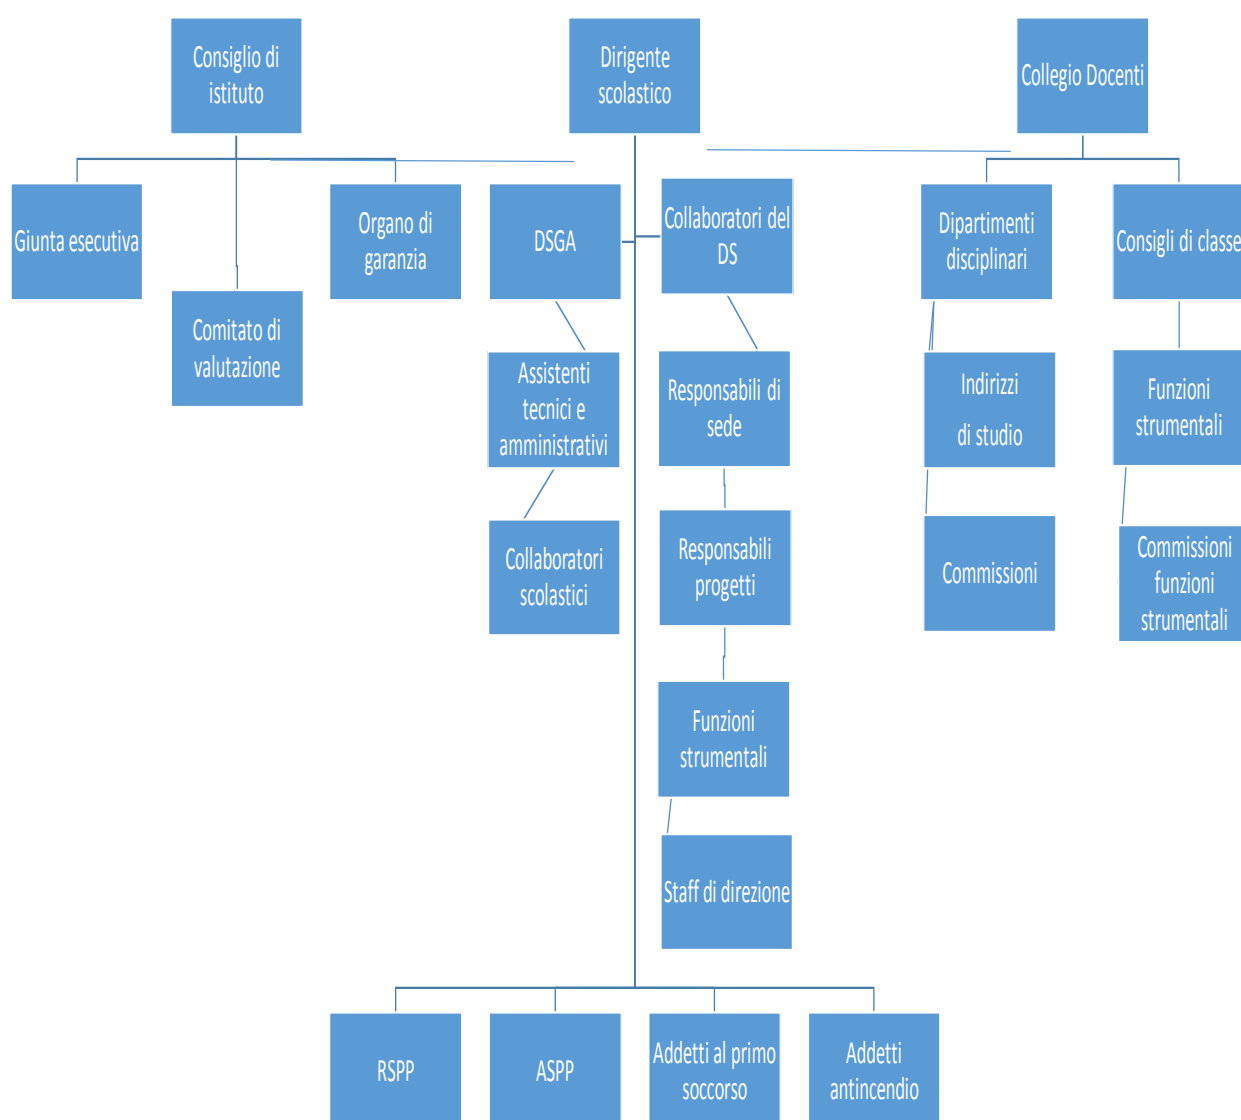 Consiglio di
istituto
Dirigente
scolastico
Collegio Docenti
Giunta esecutiva
Comitato di
valutazione
Organo di
garanzia
DSGA
Collaboratori del
DS
Dipartimenti
disciplinari
Consigli di classe
Assistenti
tecnici e
amministrativi
Responsabili di
sede
Indirizzi
di studio
Funzioni
strumentali
Collaboratori
scolastici
Responsabili
progetti
Commissioni
Commissioni
funzioni
strumentali
Funzioni
strumentali
Staff di direzione
RSPP
ASPP
Addetti al primo
soccorso
Addetti
antincendio